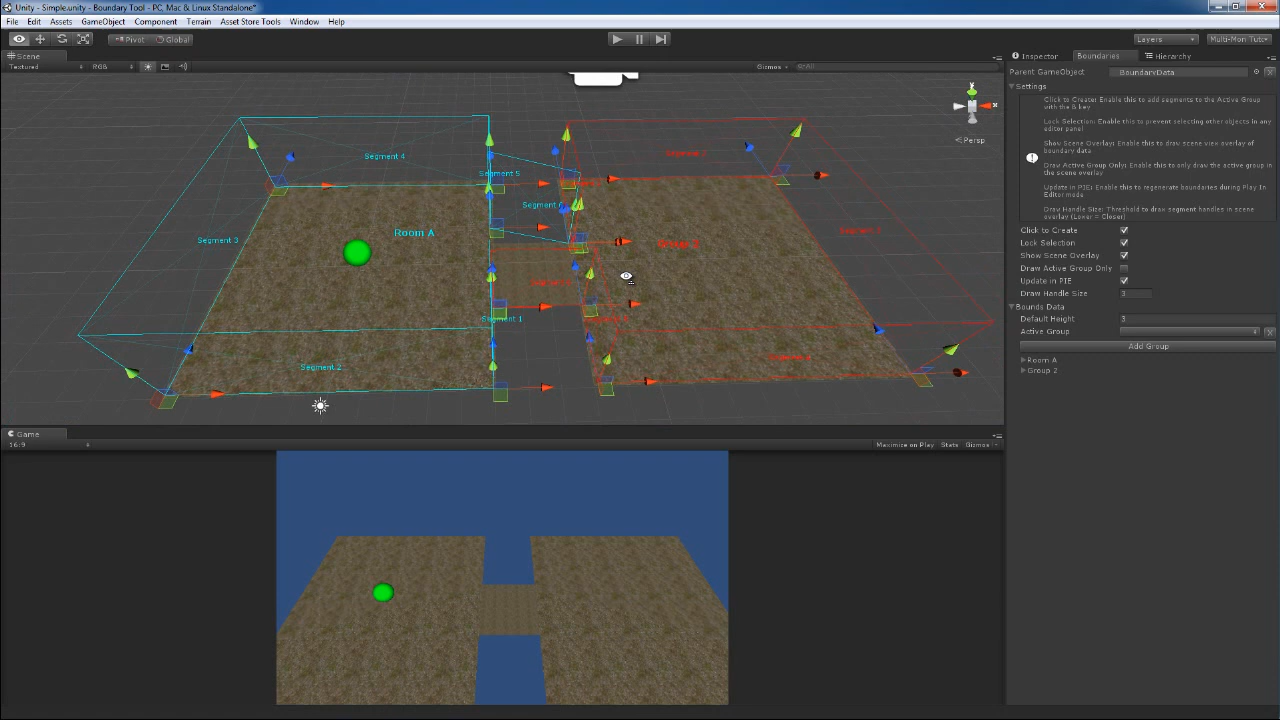 Unity - Simple.unity - Boundary Tool - PC, Mac & Linux Standalone*
File Edit Assets GameObject Component Terrain Asset Store Tools Window Help
Pivot Global
Layers
Multi-Mon Tut
Scene
Textured
RGB
Gizmos
All
y
x
Persp
Segment 4
Segment 5
Segment 3
Room A
Group 2
Segment 1
Segment 2
Game
16:9
Maximize on Play Stats Gizmos
Inspector Boundaries Hierarchy
Parent GameObject BoundaryData
Settings
Click to Create: Enable this to add segments to the Active Group
with the B key
Lock Selection: Enable this to prevent selecting other objects in any
editor panel
Show Scene Overlay: Enable this to draw scene view overlay of
boundary data
Draw Active Group Only: Enable this to only draw the active group in
the scene overlay
Update in PIE: Enable this to regenerate boundaries during Play In
Editor mode
Draw Handle Size: Threshold to draw segment handles in scene
overlay (Lower = Closer)
Click to Create
Lock Selection
Show Scene Overlay
Draw Active Group Only
Update in PIE
Draw Handle Size 3
Bounds Data
Default Height 3
Active Group
Add Group
Room A
Group 2